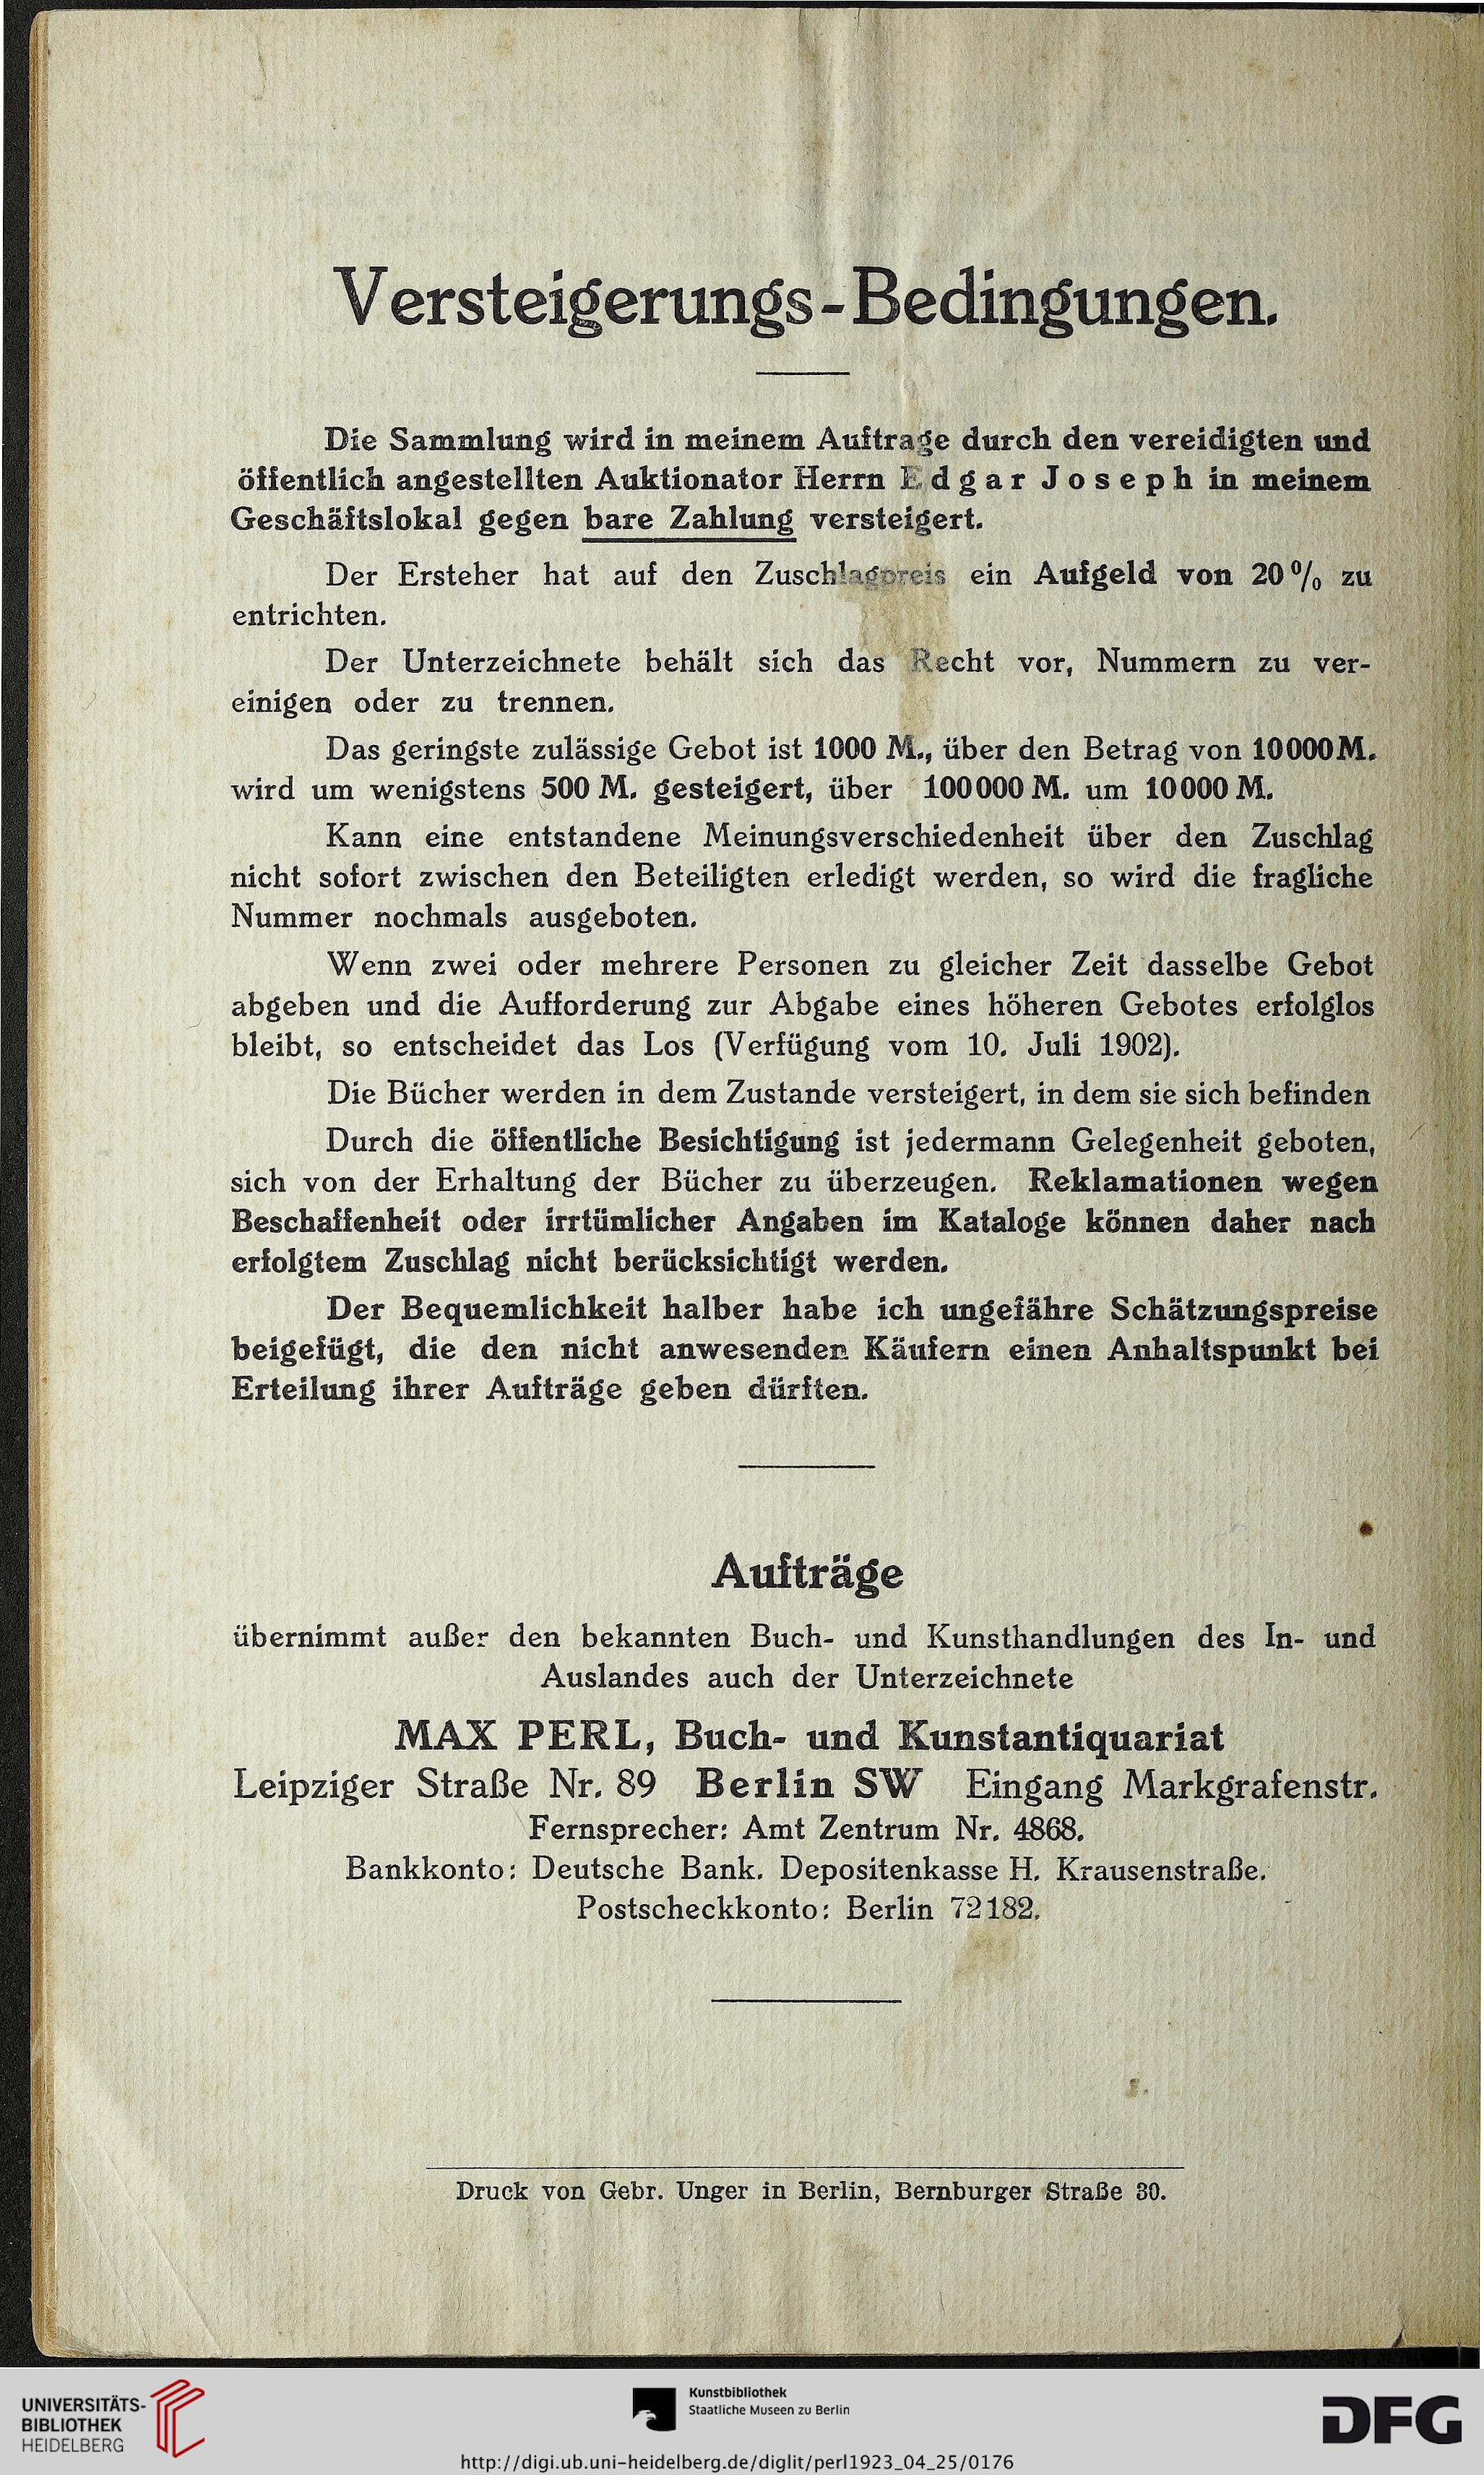 Versteigerungs-Bedingungen.
Die Sammlung wird in meinem Auftrage durch den vereidigten und
öffentlich angestellten Auktionator Herrn Edgar Joseph in meinem
Geschäftslokal gegen bare Zahlung versteigert.
Der Ersteher hat auf den Zuschlagpreis ein Aufgeld von 20% zu
entrichten.
Der Unterzeichnete behält sich das Recht vor, Nummern zu ver-
einigen oder zu trennen.
Das geringste zulässige Gebot ist 1000 M., über den Betrag von 10000 M.
wird um wenigstens 500 M. gesteigert, über 100000 M. um 10000 M.
Kann eine entstandene Meinungsverschiedenheit über den Zuschlag
nicht sofort zwischen den Beteiligten erledigt werden, so wird die fragliche
Nummer nochmals ausgeboten.
Wenn zwei oder mehrere Personen zu gleicher Zeit dasselbe Gebot
abgeben und die Aufforderung zur Abgabe eines höheren Gebotes erfolglos
bleibt, so entscheidet das Los (Verfügung vom 10. Juli 1902).
Die Bücher werden in dem Zustande versteigert, in dem sie sich befinden
Durch die öffentliche Besichtigung ist jedermann Gelegenheit geboten,
sich von der Erhaltung der Bücher zu überzeugen. Reklamationen wegen
Beschaffenheit oder irrtümlicher Angaben im Kataloge können daher nach
erfolgtem Zuschlag nicht berücksichtigt werden.
Der Bequemlichkeit halber habe ich ungefähre Schätzungspreise
beigefügt, die den nicht anwesenden Käufern einen Anhaltspunkt bei
Erteilung ihrer Aufträge geben dürften.
Aufträge
übernimmt außer den bekannten Buch- und Kunsthandlungen des In- und
Auslandes auch der Unterzeichnete
MAX PERL, Buch- und Kunstantiquariat
Leipziger Straße Nr. 89 Berlin SW Eingang Markgrafenstr.
Fernsprecher: Amt Zentrum Nr. 4868.
Bankkonto: Deutsche Bank. Depositenkasse H. Krausenstraße.
Postscheckkonto: Berlin 72182.
Druck von Gebr. Unger in Berlin, Bernburger Straße 30.
UNIVERSITÄTS-
BIBLIOTHEK
HEIDELBERG
Kunstbibliothek
Staatliche Museen zu Berlin
DFG
http://digi.ub.uni-heidelberg.de/diglit/perl1923_04_25/0176